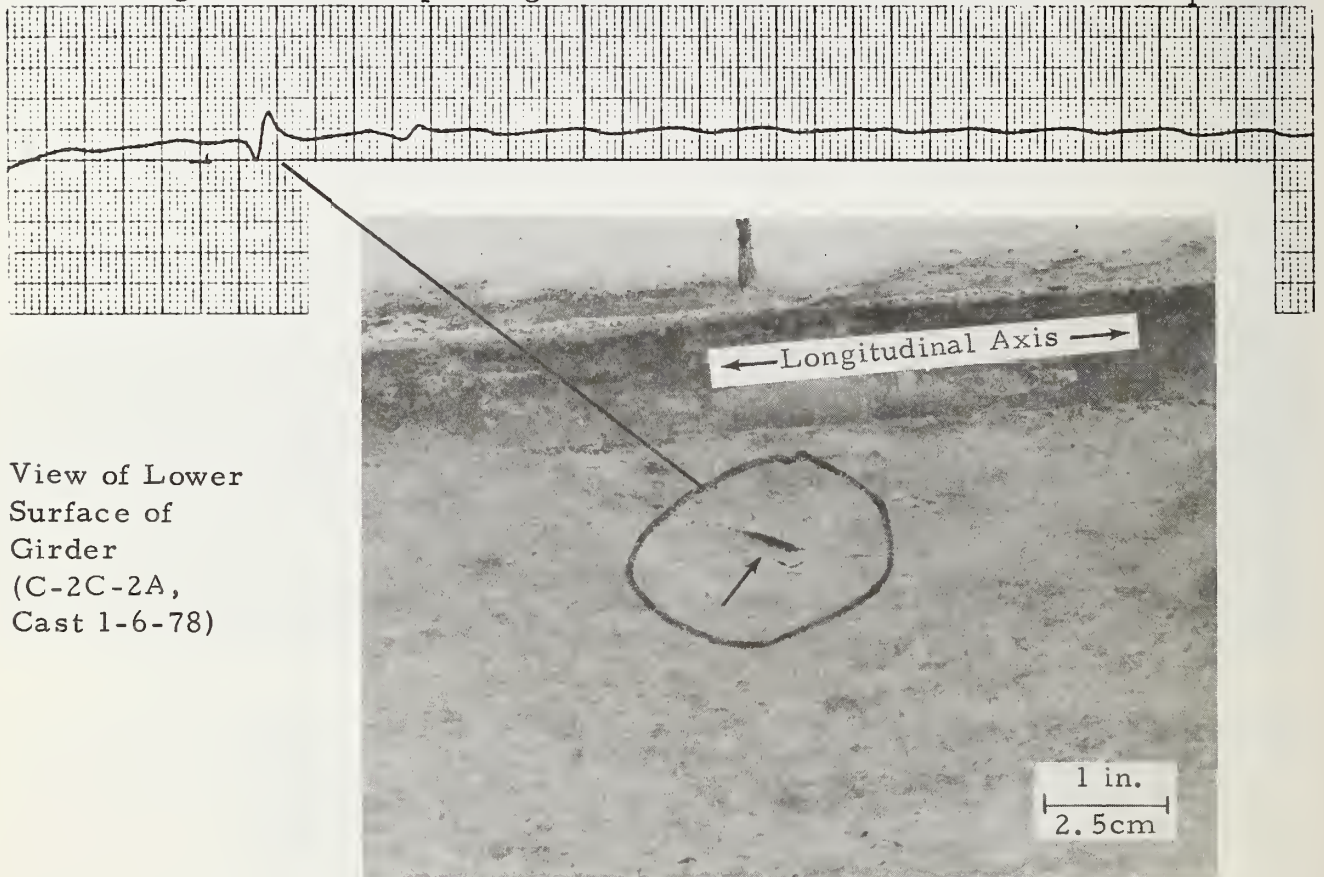 Longitudinal Axis
View of Lower
Surface of
Girder
(C-2C-2A,
Cast 1-6-78)
1 in.
2.5cm